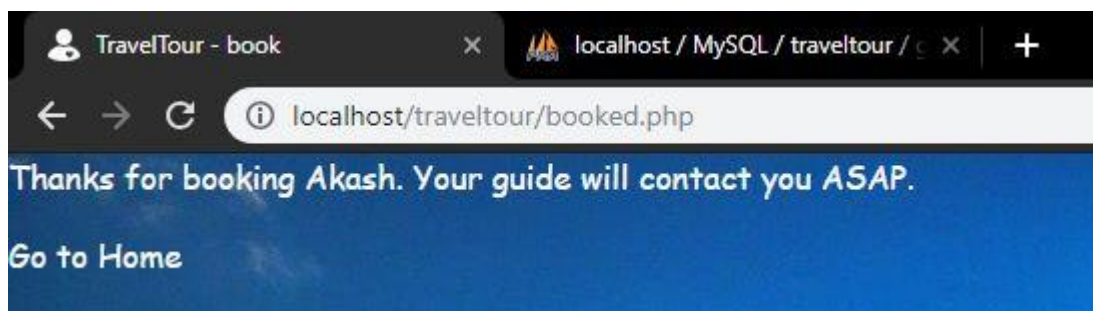 TravelTour - book
localhost / MySQL / traveltour /
localhost/traveltour/booked.php
Thanks for booking Akash. Your guide will contact you ASAP.
Go to Home